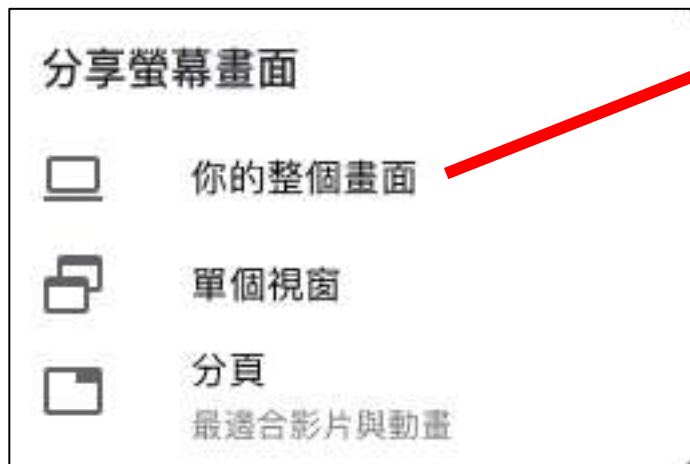 分享螢幕畫面
你的整個畫面
單個視窗
分頁
最適合影片與動畫